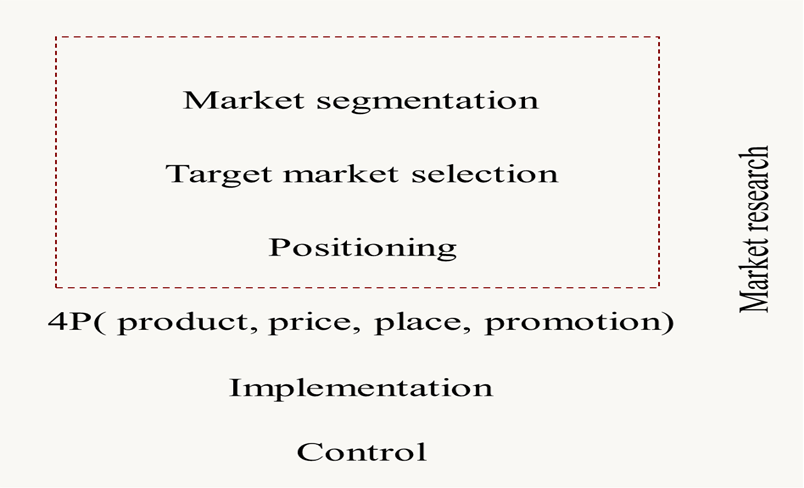 Market segmentation
Target market selection
Positioning
4P( product, price, place, promotion)
Implementation
Control
Market research